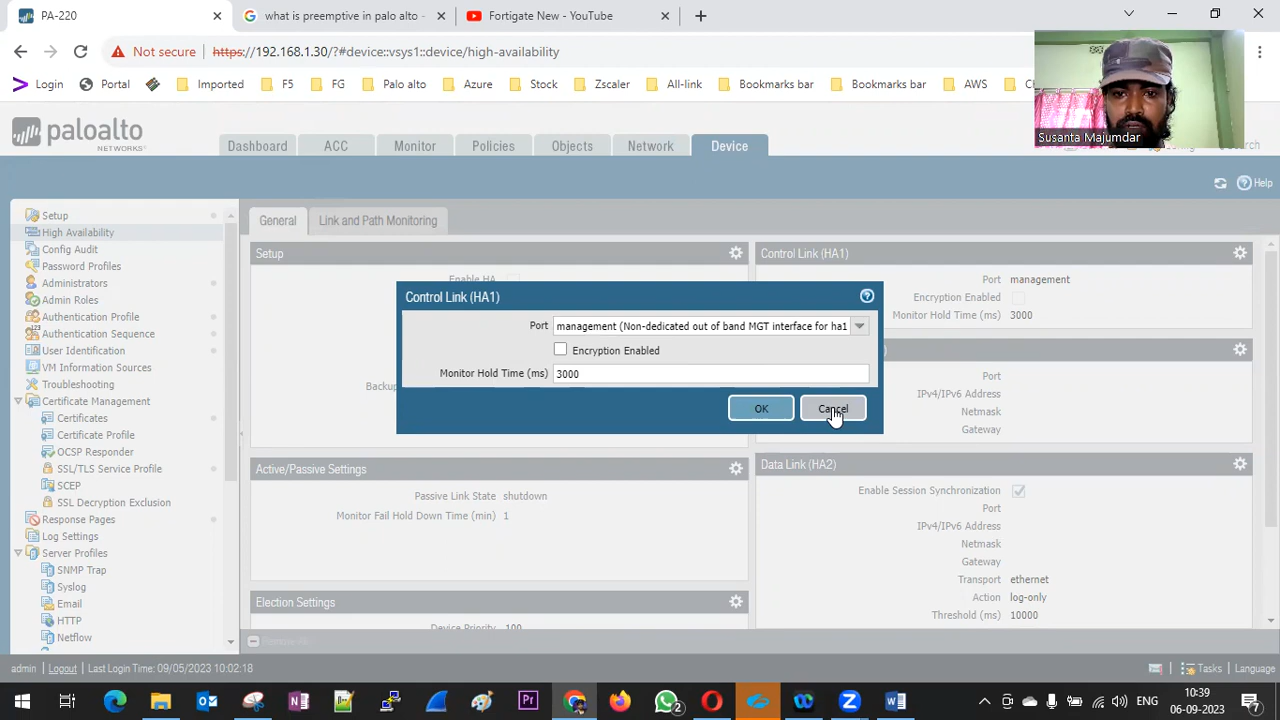 PA-220
what is preemptive in palo alto -
Fortigate New - YouTube
Not secure
https://192.168.1.30/?#device::vsys1::device/high-availability
Login
Portal
Imported
F5
FG
Palo alto
Azure
Stock
Zscaler
All-link
Bookmarks bar
Bookmarks bar
AWS
Susanta Majumdar
paloalto
NETWORKS
Dashboard
ACC
Monitor
Policies
Objects
Network
Device
Help
Setup
High Availability
Config Audit
Password Profiles
Administrators
Admin Roles
Authentication Profile
Authentication Sequence
User Identification
VM Information Sources
Troubleshooting
Certificate Management
Certificates
Certificate Profile
OCSP Responder
SSL/TLS Service Profile
SCEP
SSL Decryption Exclusion
Response Pages
Log Settings
Server Profiles
SNMP Trap
Syslog
Email
HTTP
Netflow
General
Link and Path Monitoring
Setup
Enable HA
Control Link (HA1)
Port management
Encryption Enabled
Monitor Hold Time (ms) 3000
Control Link (HA1)
Port management (Non-dedicated out of band MGT interface for ha1
Encryption Enabled
Monitor Hold Time (ms) 3000
OK
Cancel
Port
IPv4/IPv6 Address
Netmask
Gateway
Active/Passive Settings
Passive Link State shutdown
Monitor Fail Hold Down Time (min) 1
Data Link (HA2)
Enable Session Synchronization
Port
IPv4/IPv6 Address
Netmask
Gateway
Transport ethernet
Action log-only
Threshold (ms) 10000
Election Settings
Device Priority 100
admin
Logout
Last Login Time: 09/05/2023 10:02:18
Tasks
Language
2
ENG
10:39
06-09-2023
7